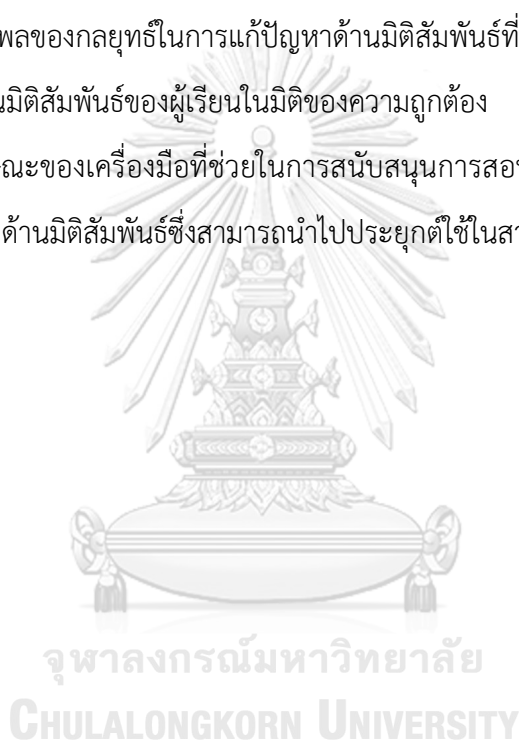 ผลของกลยุทธ์ในการแก้ปัญหาด้านมิติสัมพันธ์ที่
มิติสัมพันธ์ของผู้เรียนในมิติของความถูกต้อง
ณะของเครื่องมือที่ช่วยในการสนับสนุนการสอ
ด้านมิติสัมพันธ์ซึ่งสามารถนำไปประยุกต์ใช้ในส
จุฬาลงกรณ์มหาวิทยาลัย
CHULALONGKORN UNIVERSITY